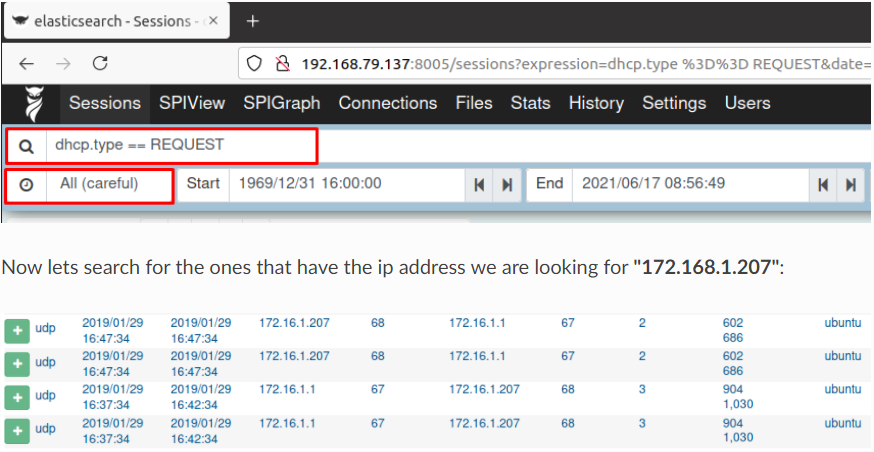 elasticsearch - Sessions -
192.168.79.137:8005/sessions?expression=dhcp.type %3D%3D REQUEST&date=
Sessions SPIView SPIGraph Connections Files Stats History Settings Users
dhcp.type == REQUEST
All (careful) Start 1969/12/31 16:00:00 End 2021/06/17 08:56:49
Now lets search for the ones that have the ip address we are looking for "172.168.1.207":
udp 2019/01/29 2019/01/29 172.16.1.207 68 172.16.1.1 67 2 602 ubuntu
16:47:34 16:47:34 686
udp 2019/01/29 2019/01/29 172.16.1.207 68 172.16.1.1 67 2 602 ubuntu
16:47:34 16:47:34 686
udp 2019/01/29 2019/01/29 172.16.1.1 67 172.16.1.207 68 3 904 ubuntu
16:37:34 16:42:34 1,030
udp 2019/01/29 2019/01/29 172.16.1.1 67 172.16.1.207 68 3 904 ubuntu
16:37:34 16:42:34 1,030